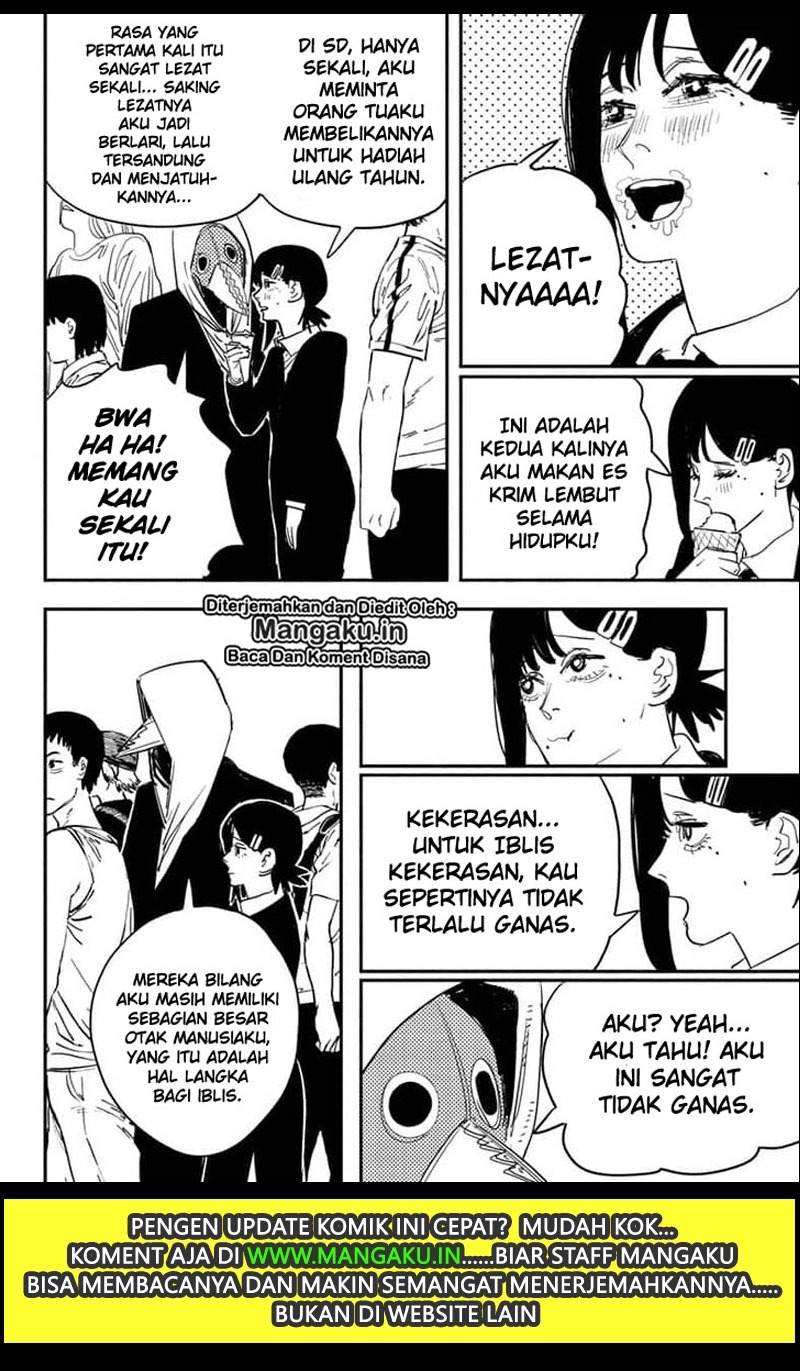 LEZAT-
NYAAAA!
INI ADALAH
KEDUA KALINYA
AKU MAKAN ES
KRIM LEMBUT
SELAMA
HIDUPKU!
DI SD, HANYA
SEKALI, AKU
MEMINTA
ORANG TUAKU
MEMBELIKANNYA
UNTUK HADIAH
ULANG TAHUN.
RASA YANG
PERTAMA KALI ITU
SANGAT LEZAT
SEKALI... SAKING
LEZATNYA
AKU JADI
BERLARI, LALU
TERSANDUNG
DAN MENJATUH-
KANNYA...
BWA
HA HA!
MEMANG
KAU
SEKALI
ITU!
Diterjemahkan dan Diedit Oleh :
Mangaku.in
Baca Dan Koment Disana
KEKERASAN...
UNTUK IBLIS
KEKERASAN, KAU
SEPERTINYA TIDAK
TERLALU GANAS.
AKU? YEAH...
AKU TAHU! AKU
INI SANGAT
TIDAK GANAS.
MEREKA BILANG
AKU MASIH MEMILIKI
SEBAGIAN BESAR
OTAK MANUSIAKU,
YANG ITU ADALAH
HAL LANGKA
BAGI IBLIS.
PENGEN UPDATE KOMIK INI CEPAT? MUDAH KOK...
KOMENT AJA DI WWW.MANGAKU.IN......BIAR STAFF MANGAKU
BISA MEMBACANYA DAN MAKIN SEMANGAT MENERJEMAHKANNYA.....
BUKAN DI WEBSITE LAIN